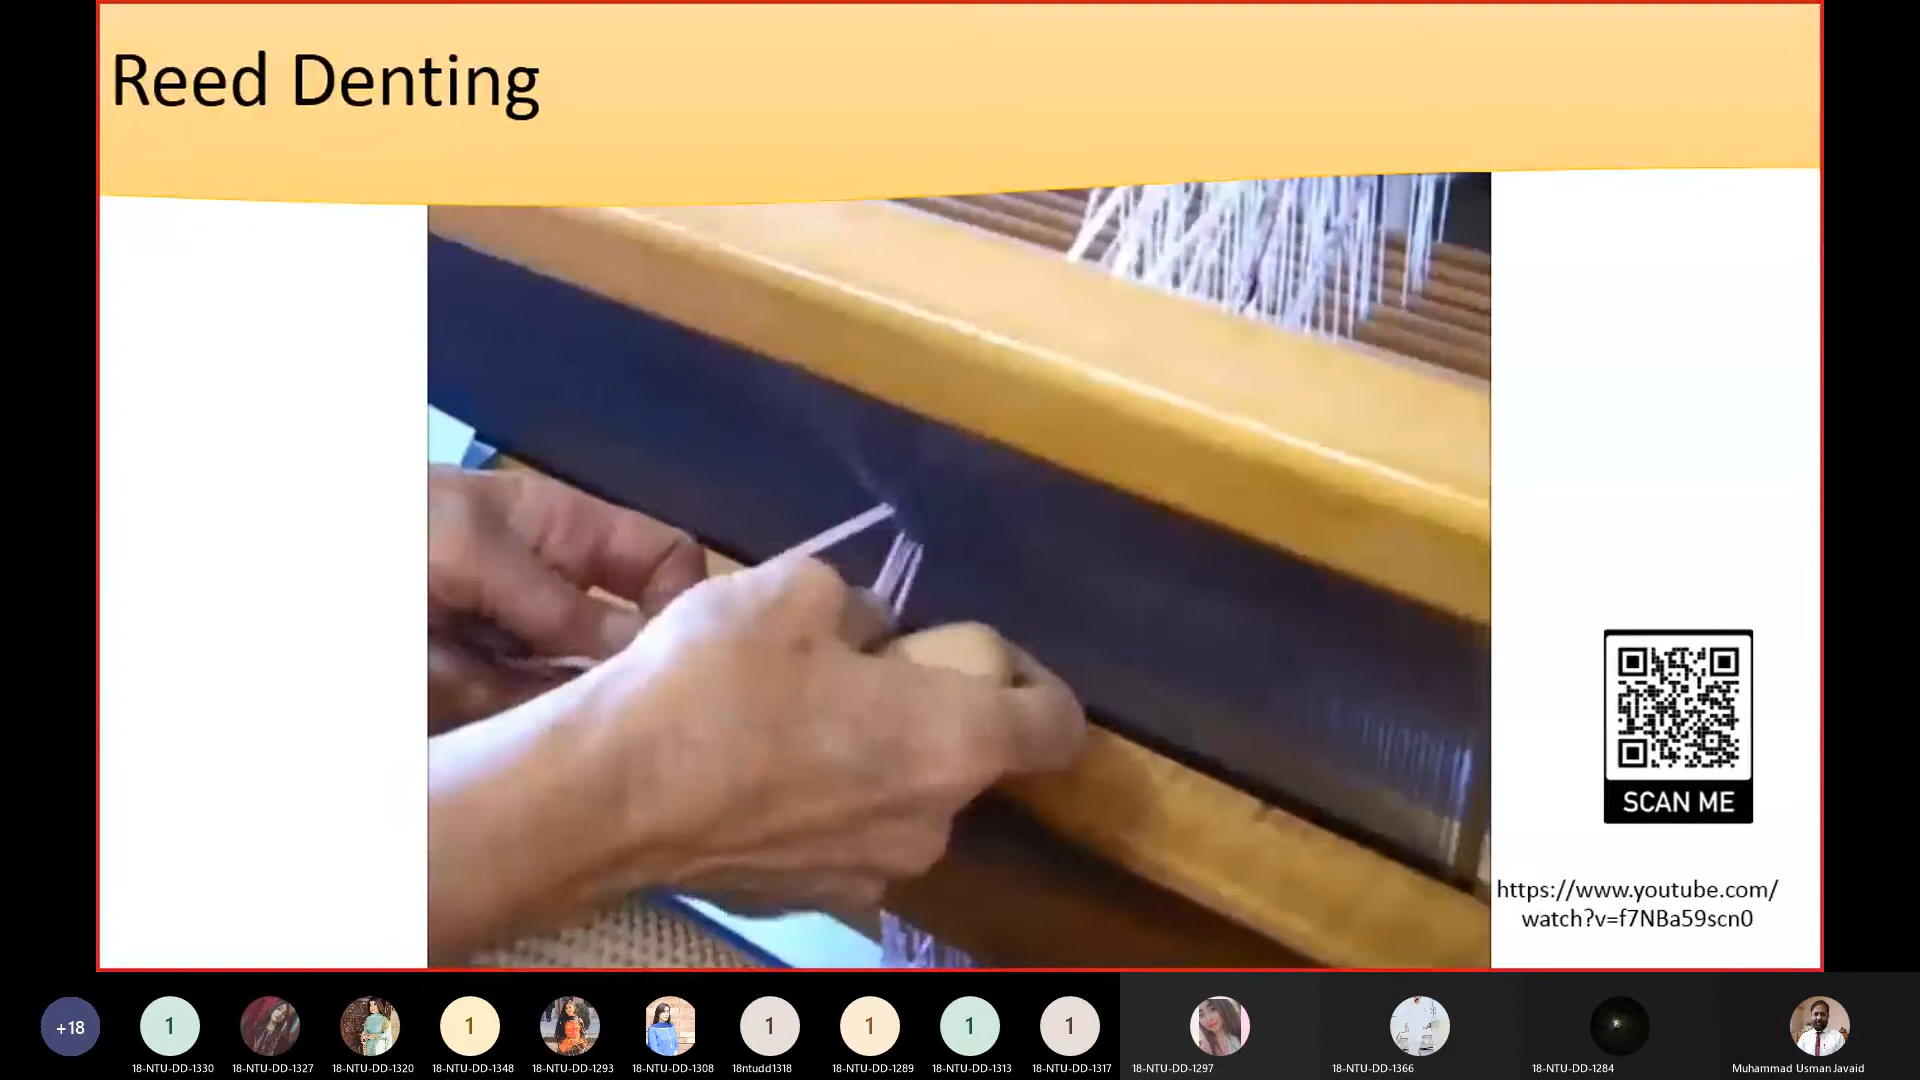 Reed Denting
SCAN ME
https://www.youtube.com/
watch?v=f7NBa59scn0
+18
1
1
1
1
1
1
18-NTU-DD-1330
18-NTU-DD-1327
18-NTU-DD-1320
18-NTU-DD-1348
18-NTU-DD-1293
18-NTU-DD-1308
18ntudd1318
18-NTU-DD-1289
18-NTU-DD-1313
18-NTU-DD-1317
18-NTU-DD-1297
18-NTU-DD-1366
18-NTU-DD-1284
Muhammad Usman Javaid